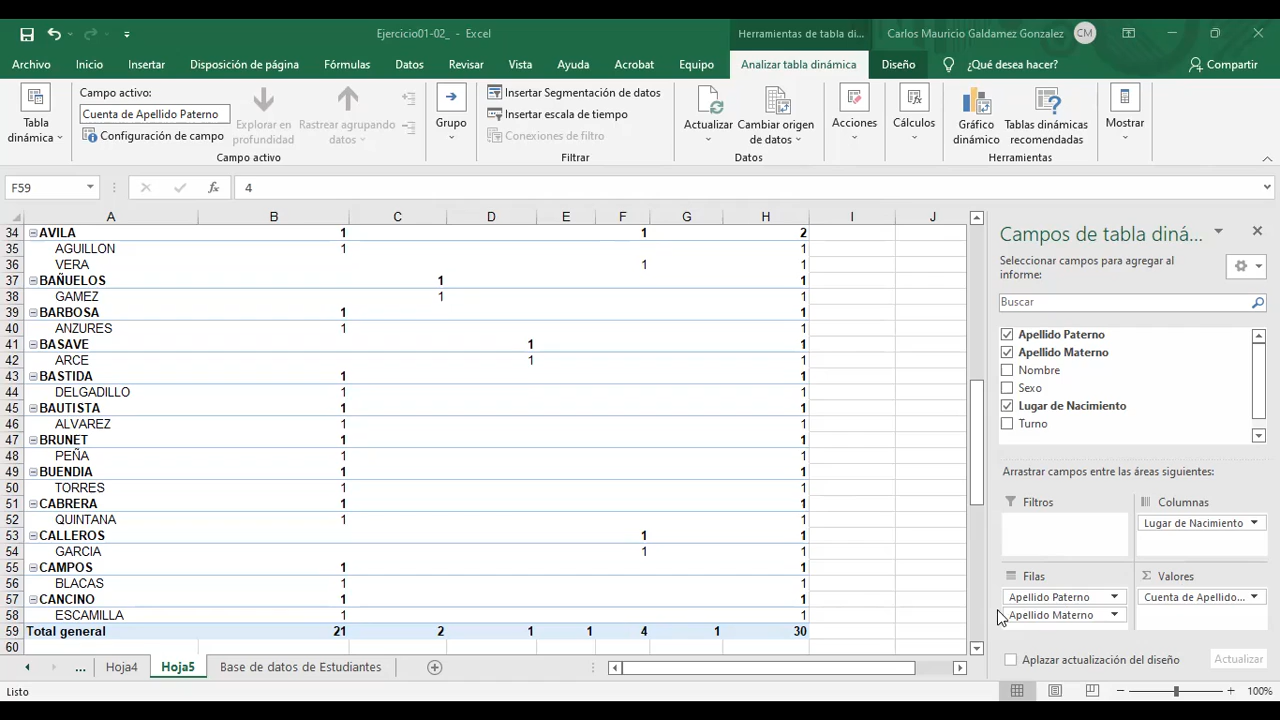 Ejercicio01-02_ - Excel
Herramientas de tabla di...
Carlos Mauricio Galdamez Gonzalez
CM
Archivo Inicio Insertar Disposición de página Fórmulas Datos Revisar Vista Ayuda Acrobat Equipo Analizar tabla dinámica Diseño ¿Qué desea hacer? Compartir
Tabla dinámica
Campo activo:
Cuenta de Apellido Paterno
Configuración de campo
Explorar en profundidad
Rastrear agrupando datos
Campo activo
Grupo
Insertar Segmentación de datos
Insertar escala de tiempo
Conexiones de filtro
Filtrar
Actualizar
Cambiar origen de datos
Datos
Acciones
Cálculos
Gráfico dinámico
Tablas dinámicas recomendadas
Herramientas
Mostrar
F59 fx 4
A B C D E F G H I J
34 AVILA 1 1 2
35 AGUILLON 1 1
36 VERA 1 1
37 BAÑUELOS 1 1
38 GAMEZ 1 1
39 BARBOSA 1 1
40 ANZURES 1 1
41 BASAVE 1 1
42 ARCE 1 1
43 BASTIDA 1 1
44 DELGADILLO 1 1
45 BAUTISTA 1 1
46 ALVAREZ 1 1
47 BRUNET 1 1
48 PEÑA 1 1
49 BUENDIA 1 1
50 TORRES 1 1
51 CABRERA 1 1
52 QUINTANA 1 1
53 CALLEROS 1 1
54 GARCIA 1 1
55 CAMPOS 1 1
56 BLACAS 1 1
57 CANCINO 1 1
58 ESCAMILLA 1 1
59 Total general 21 2 1 1 4 1 30
60
... Hoja4 Hoja5 Base de datos de Estudiantes
Listo
100%
Campos de tabla diná...
Seleccionar campos para agregar al
informe:
Buscar
Apellido Paterno
Apellido Materno
Nombre
Sexo
Lugar de Nacimiento
Turno
Arrastrar campos entre las áreas siguientes:
Filtros
Columnas
Lugar de Nacimiento
Filas
Apellido Paterno
Apellido Materno
Σ Valores
Cuenta de Apellido...
Aplazar actualización del diseño
Actualizar